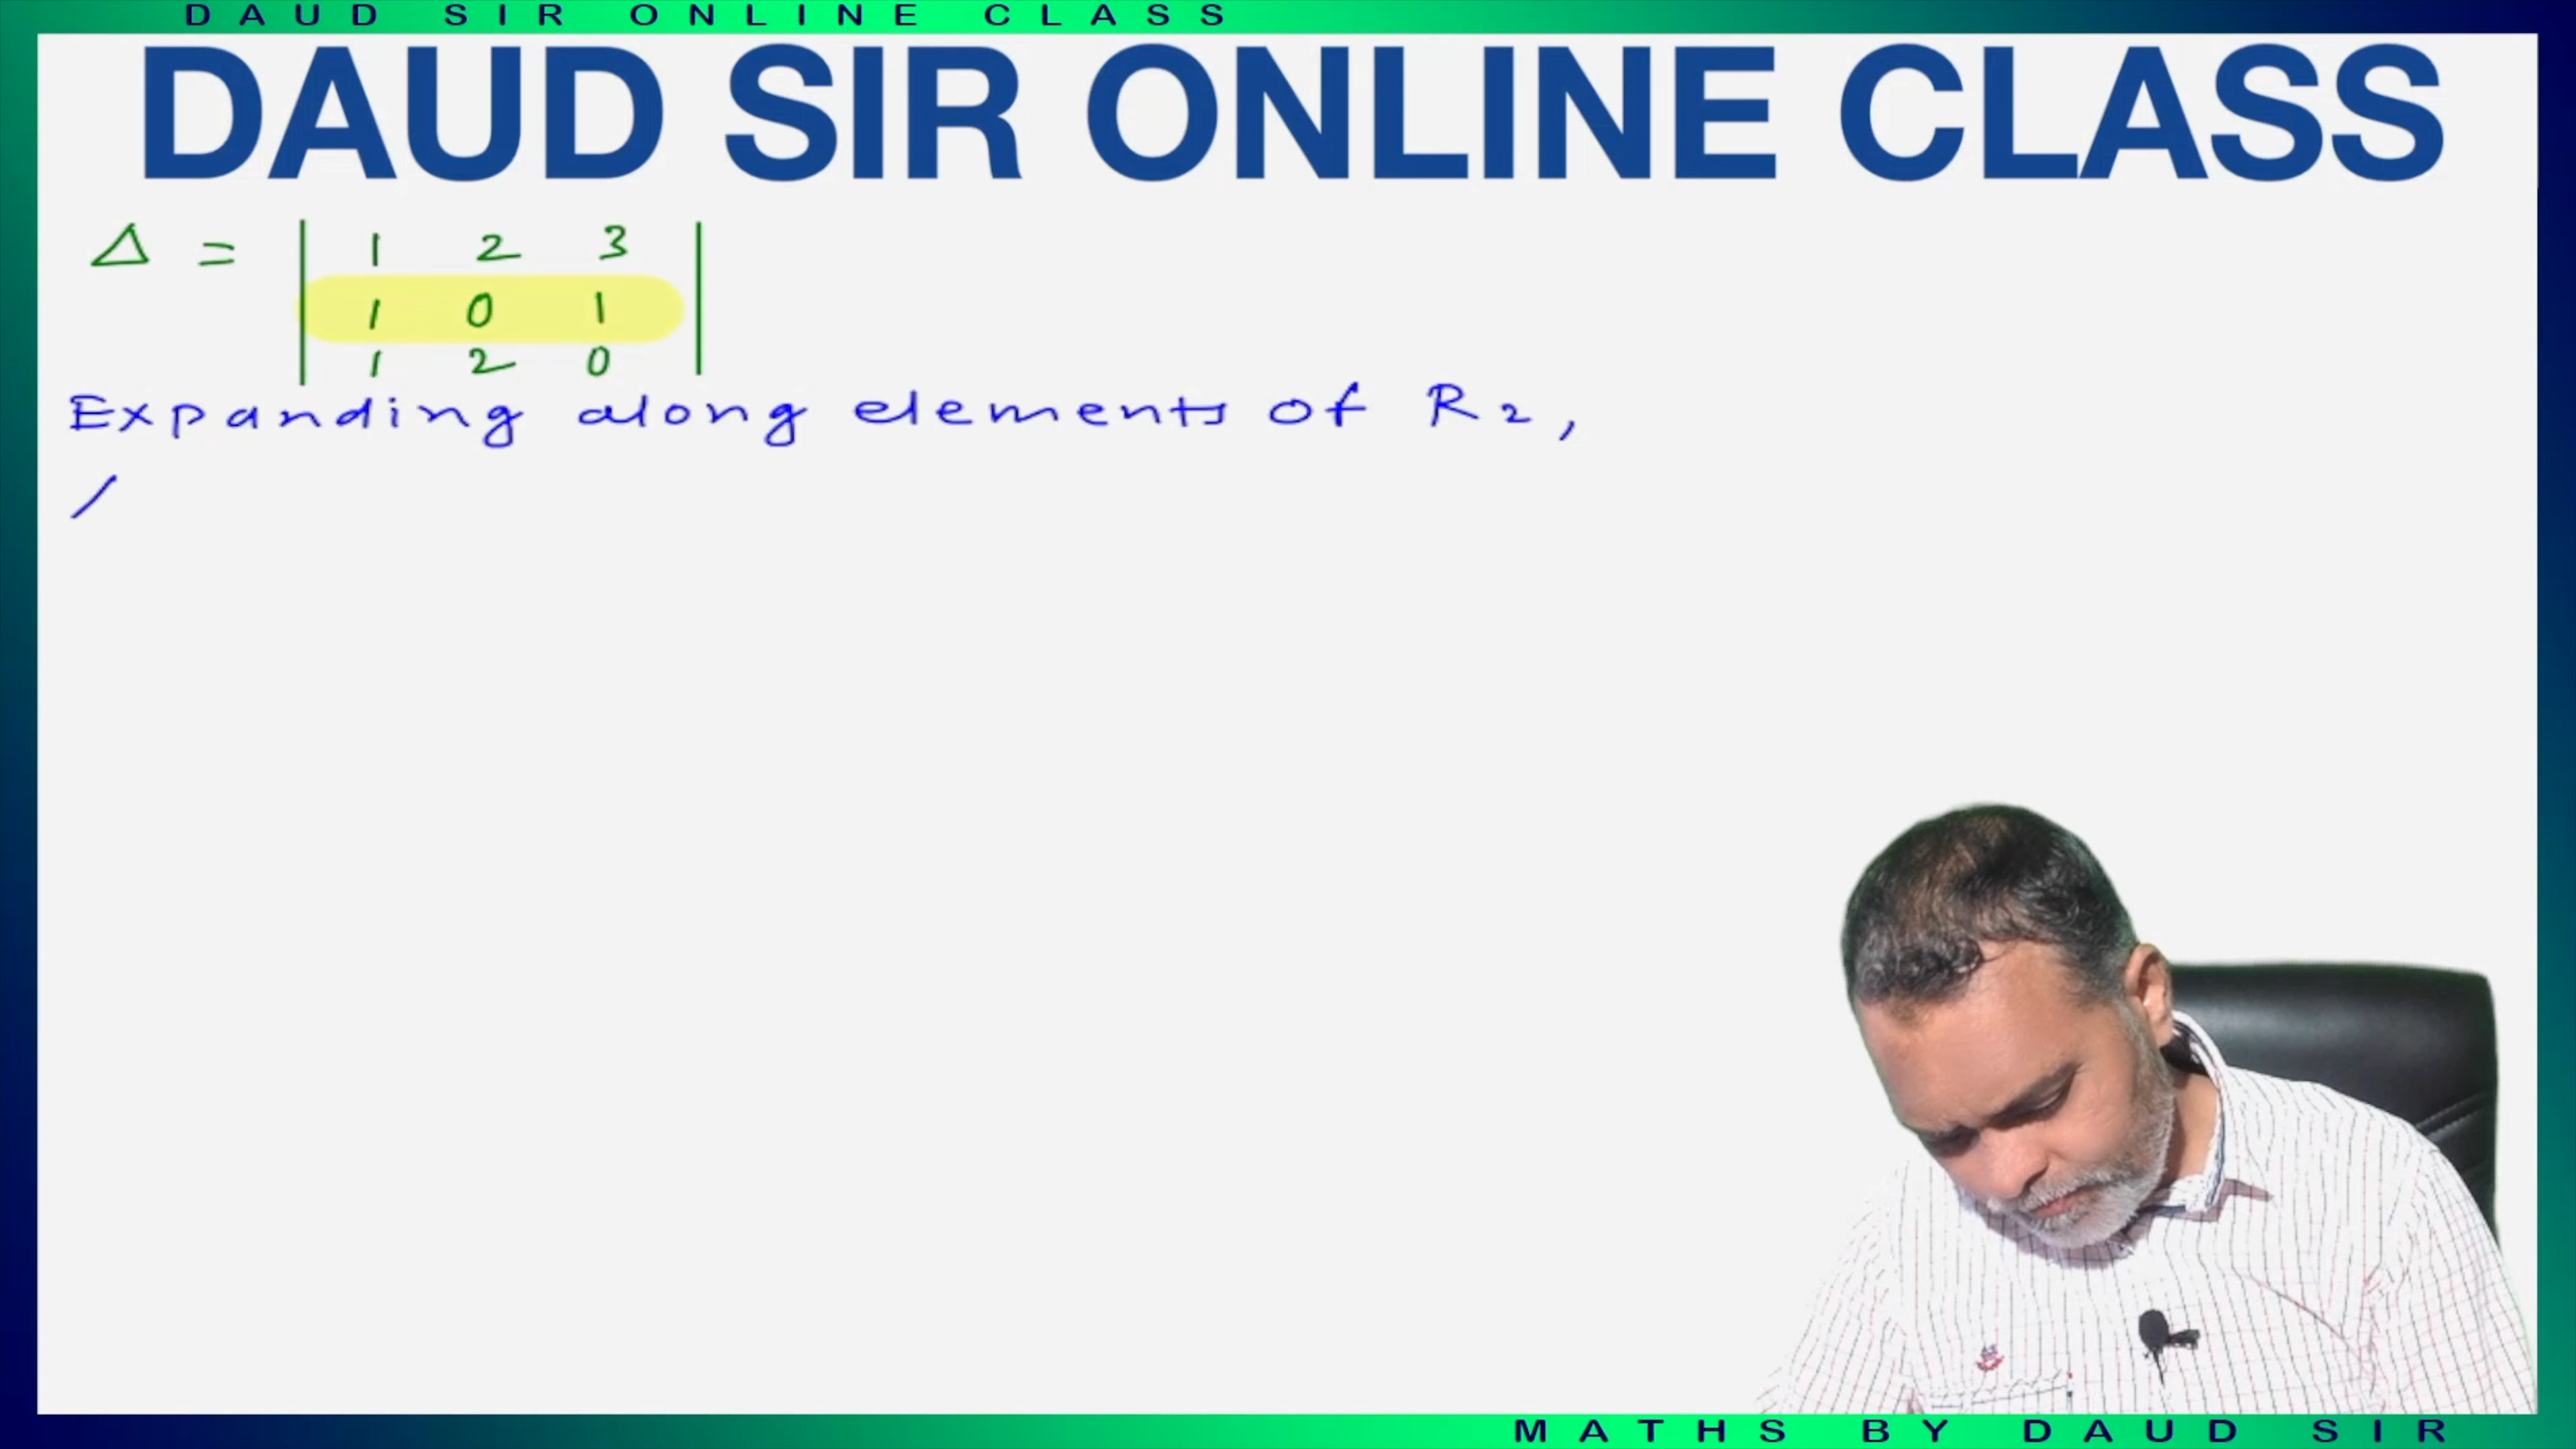 DAUD SIR ONLINE CLASS
DAUD SIR ONLINE CLASS
Δ = | 1 2 3 |
| 1 0 1 |
| 1 2 0 |
Expanding along elements of R2,
MATHS BY DAUD SIR